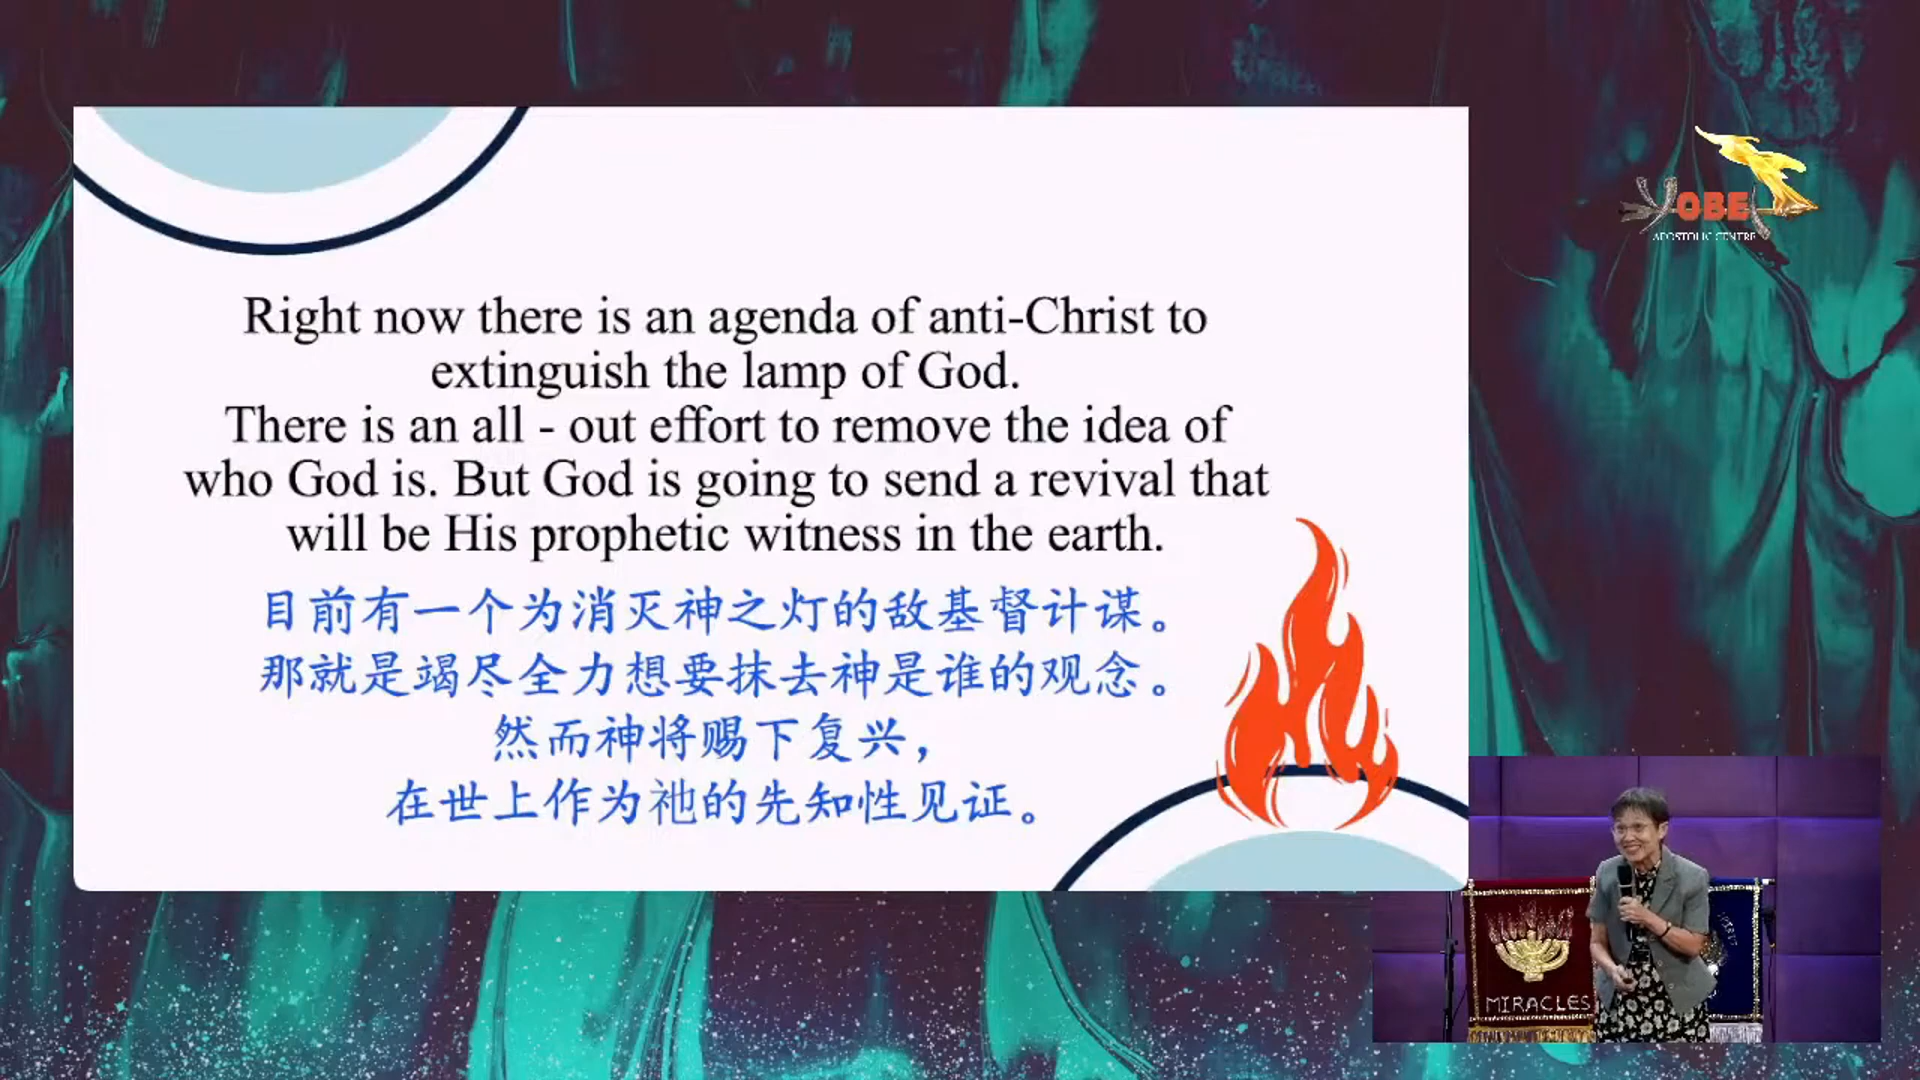 Right now there is an agenda of anti-Christ to
extinguish the lamp of God.
There is an all - out effort to remove the idea of
who God is. But God is going to send a revival that
will be His prophetic witness in the earth.
目前有一个为消灭神之灯的敌基督计谋。
那就是竭尽全力想要抹去神是谁的观念。
然而神将赐下复兴，
在世上作为祂的先知性见证。
YOBEL
APOSTOLIC CENTRE
MIRACLES